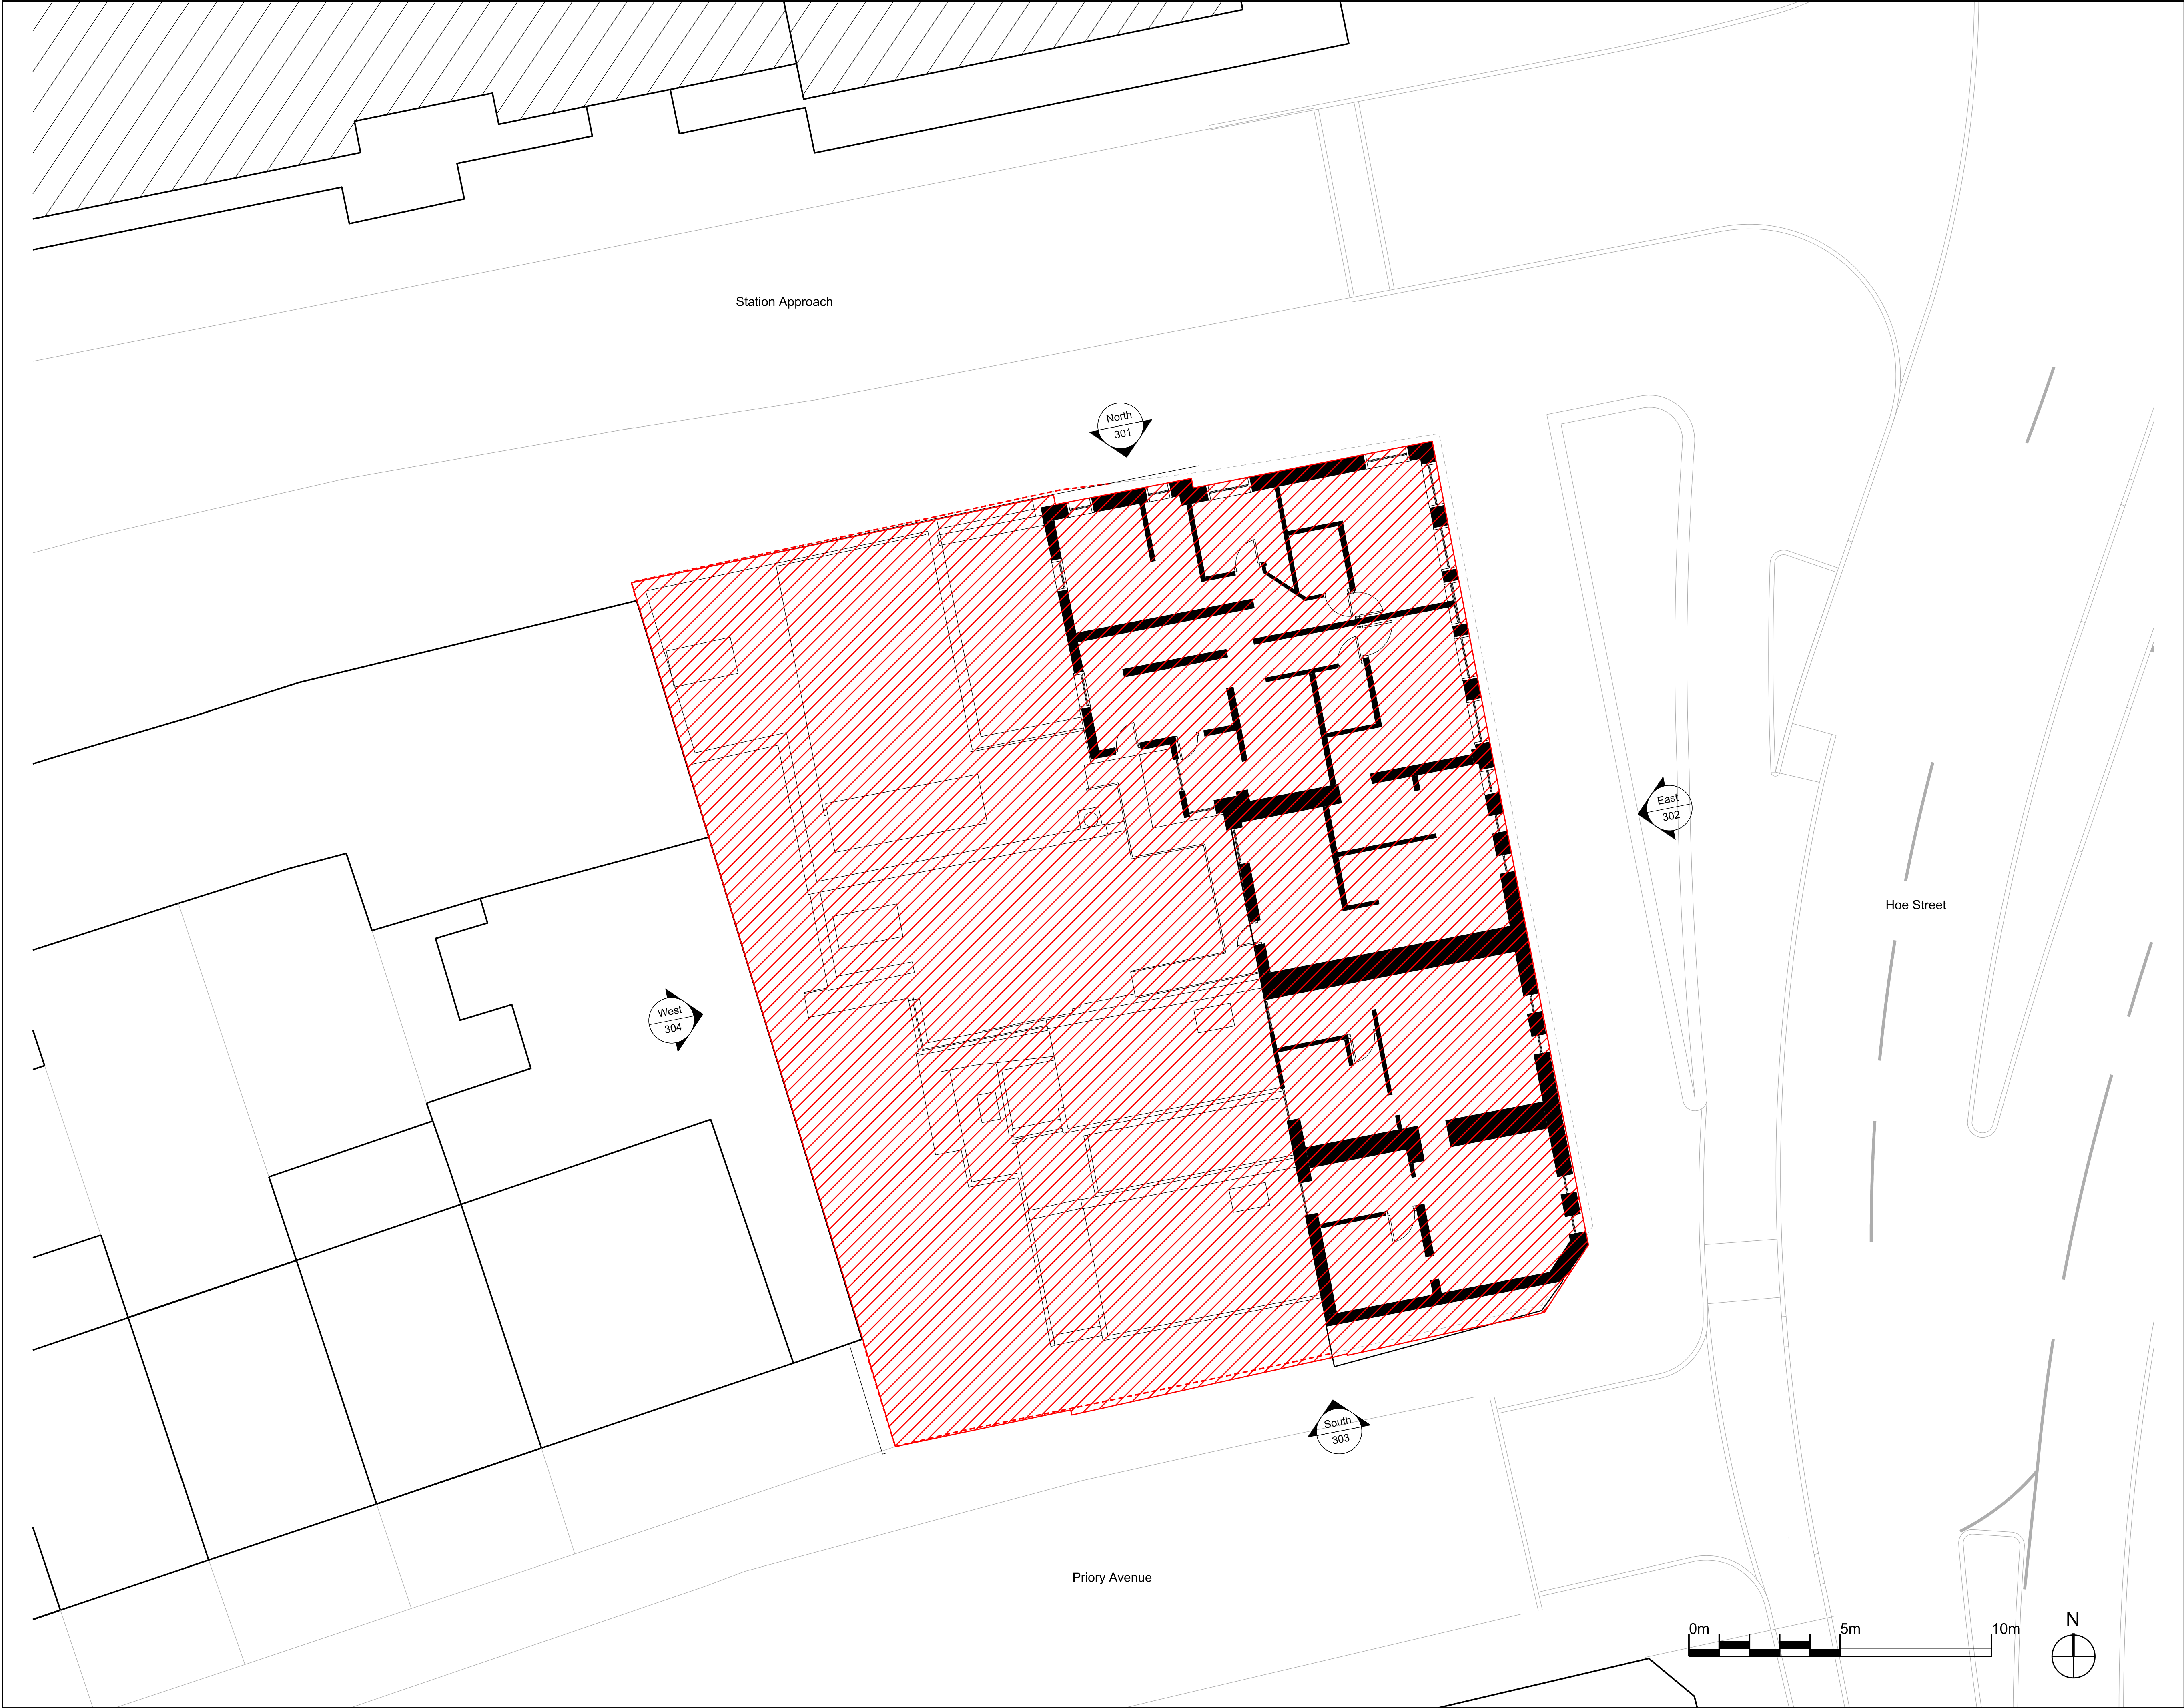 Station Approach
North
301
East
302
Hoe Street
West
304
South
303
Priory Avenue
0m 5m 10m
N